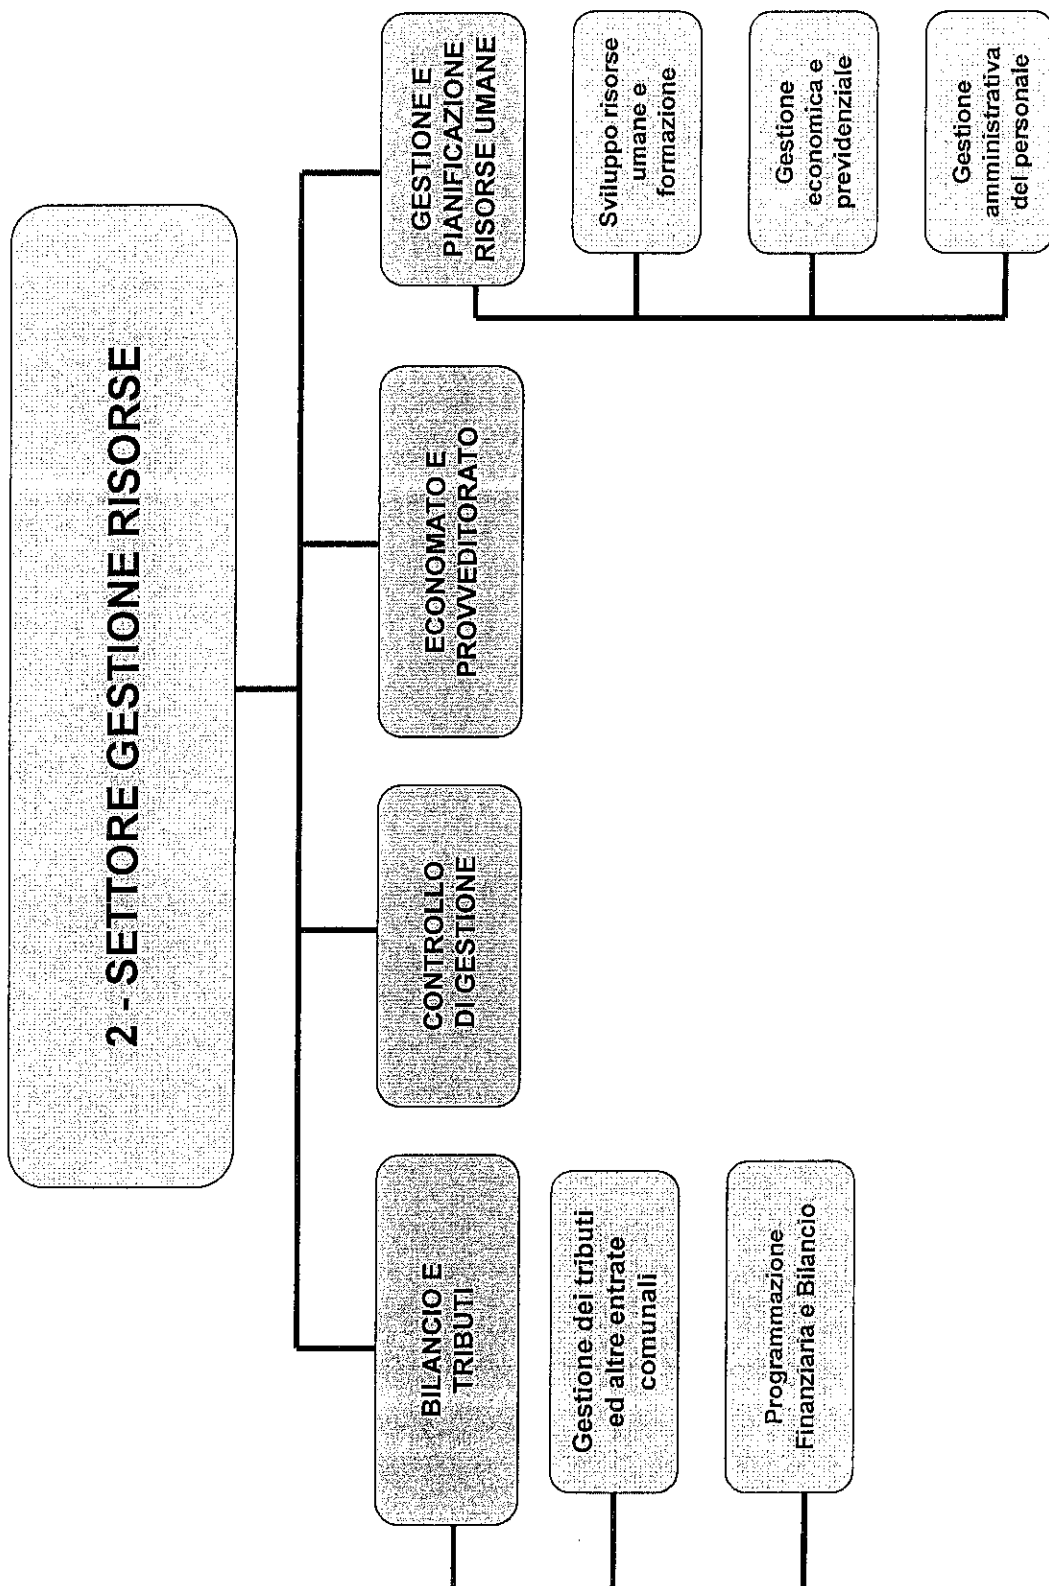 2 - SETTORE GESTIONE RISORSE
BILANCIO E
TRIBUTI
Gestione dei tributi
ed altre entrate
comunali
Programmazione
Finanziaria e Bilancio
CONTROLLO
DI GESTIONE
ECONOMATO E
PROVVEDITORATO
GESTIONE E
PIANIFICAZIONE
RISORSE UMANE
Sviluppo risorse
umane e
formazione
Gestione
economica e
previdenziale
Gestione
amministrativa
del personale